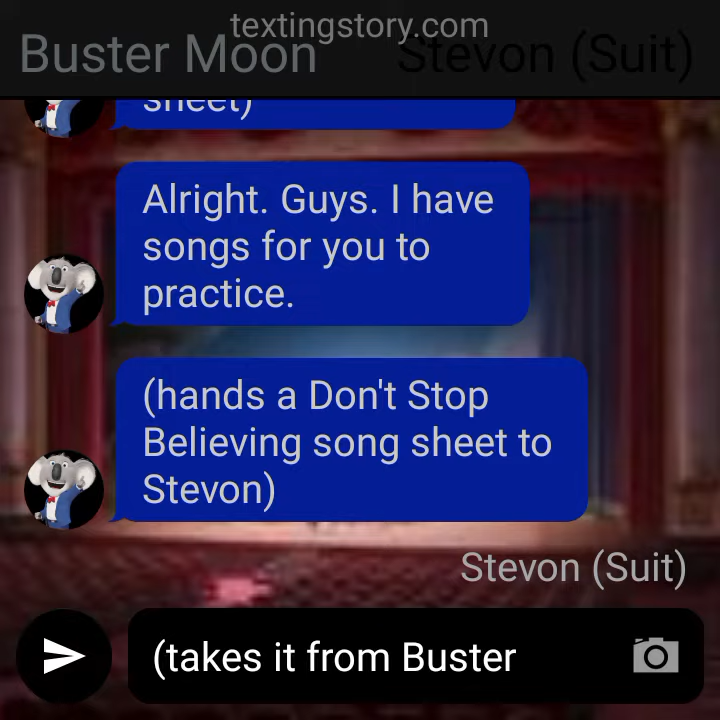 textingstory.com
Buster Moon Stevon (Suit)
sheet)
Alright. Guys. I have
songs for you to
practice.
(hands a Don't Stop
Believing song sheet to
Stevon)
Stevon (Suit)
(takes it from Buster